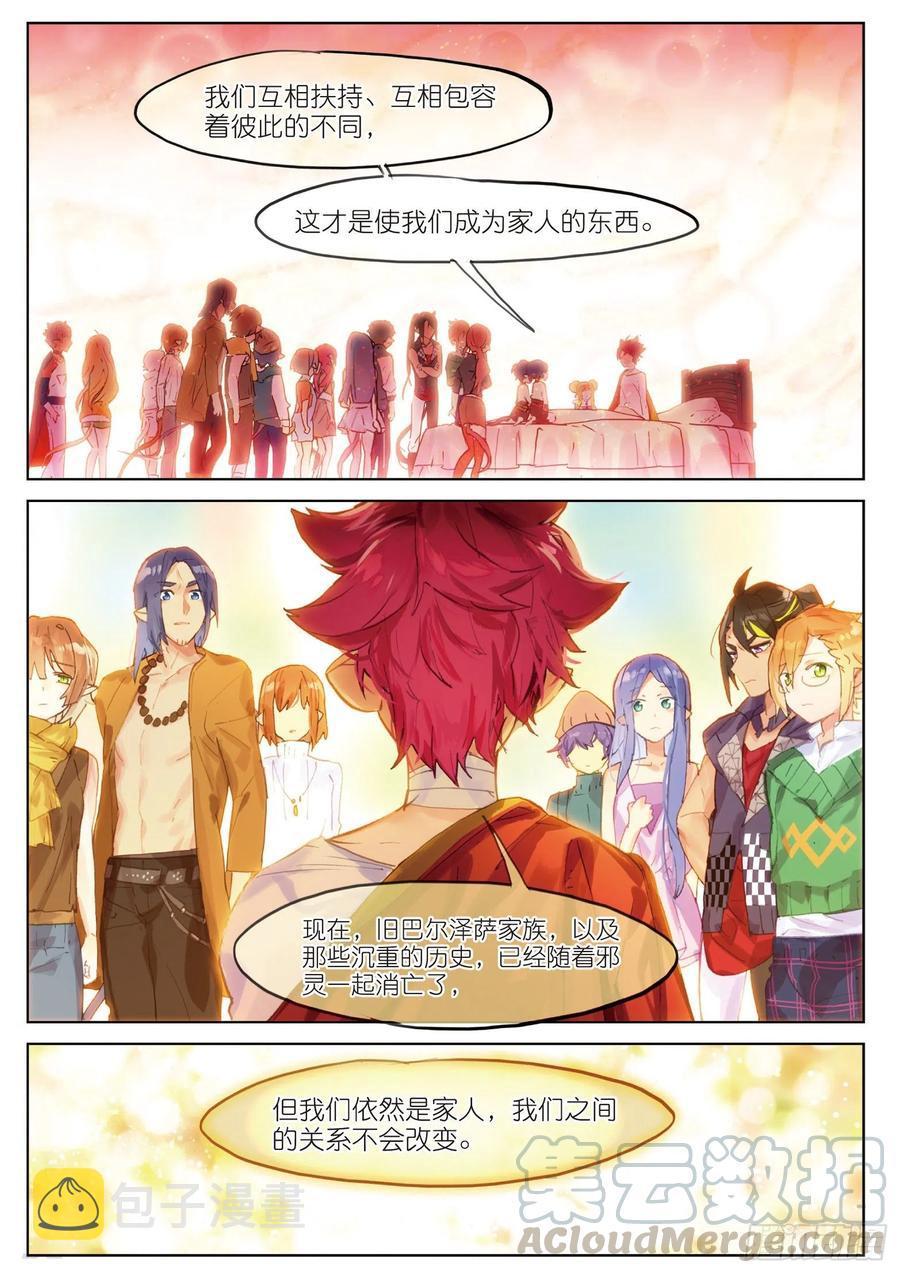 我们互相扶持、互相包容
着彼此的不同，
这才是使我们成为家人的东西。
现在，旧巴尔泽萨家族，以及
那些沉重的历史，已经随着邪
灵一起消亡了，
但我们依然是家人，我们之间
的关系不会改变。
包子漫畫
集云数据
ACloudMerge.com